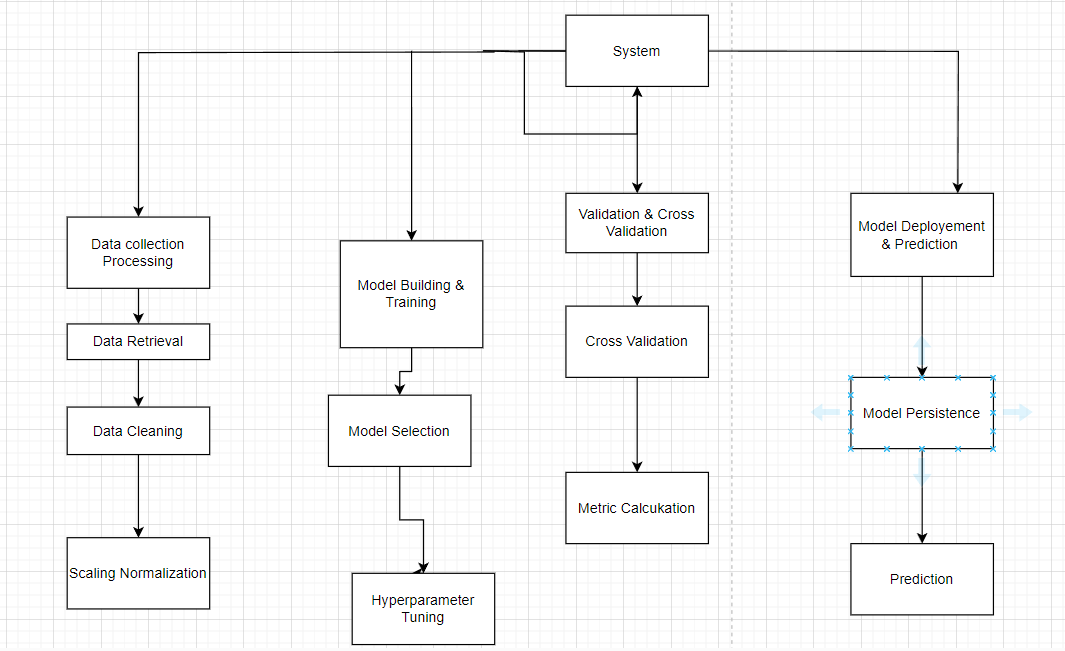 System
Data collection
Processing
Data Retrieval
Data Cleaning
Scaling Normalization
Model Building &
Training
Model Selection
Hyperparameter
Tuning
Validation & Cross
Validation
Cross Validation
Metric Calcukation
Model Deployement
& Prediction
Model Persistence
Prediction